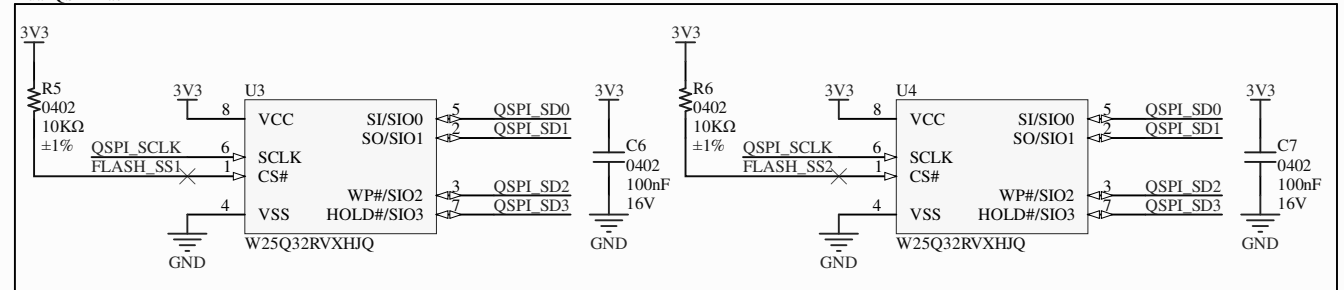 3V3
R5
0402
10KΩ
±1%
QSPI_SCLK
FLASH_SS1
3V3
U3
8 VCC
6 SCLK
1 CS#
4 VSS
SI/SIO0 5 QSPI_SD0
SO/SIO1 2 QSPI_SD1
WP#/SIO2 3 QSPI_SD2
HOLD#/SIO3 7 QSPI_SD3
W25Q32RVXHJQ
GND
3V3
C6
0402
100nF
16V
GND
3V3
R6
0402
10KΩ
±1%
QSPI_SCLK
FLASH_SS2
3V3
U4
8 VCC
6 SCLK
1 CS#
4 VSS
SI/SIO0 5 QSPI_SD0
SO/SIO1 2 QSPI_SD1
WP#/SIO2 3 QSPI_SD2
HOLD#/SIO3 7 QSPI_SD3
W25Q32RVXHJQ
GND
3V3
C7
0402
100nF
16V
GND